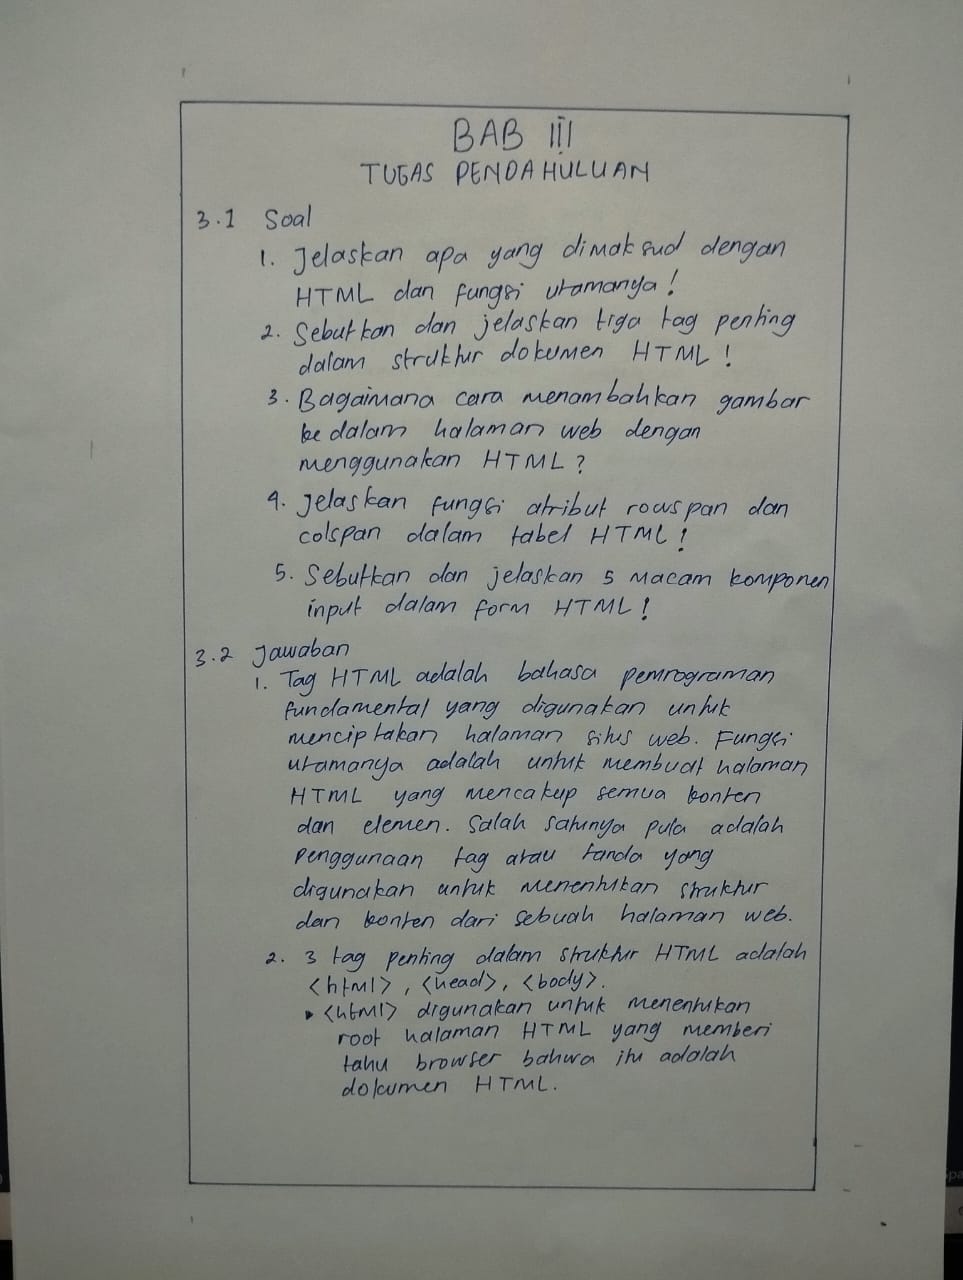 BAB III
TUGAS PENDAHULUAN
3.1 Soal
1. Jelaskan apa yang dimaksud dengan
HTML dan fungsi utamanya!
2. Sebutkan dan jelaskan tiga tag penting
dalam struktur dokumen HTML!
3. Bagaimana cara menambahkan gambar
ke dalam halaman web dengan
menggunakan HTML?
4. Jelaskan fungsi atribut rowspan dan
colspan dalam tabel HTML!
5. Sebutkan dan jelaskan 5 macam komponen
input dalam form HTML!
3.2 Jawaban
1. Tag HTML adalah bahasa pemrograman
fundamental yang digunakan untuk
menciptakan halaman situs web. Fungsi
utamanya adalah untuk membuat halaman
HTML yang mencakup semua konten
dan elemen. Salah satunya pula adalah
penggunaan tag atau tanda yang
digunakan untuk menentukan struktur
dan konten dari sebuah halaman web.
2. 3 tag penting dalam struktur HTML adalah
<html>, <head>, <body>.
▸ <html> digunakan untuk menentukan
root halaman HTML yang memberi
tahu browser bahwa itu adalah
dokumen HTML.